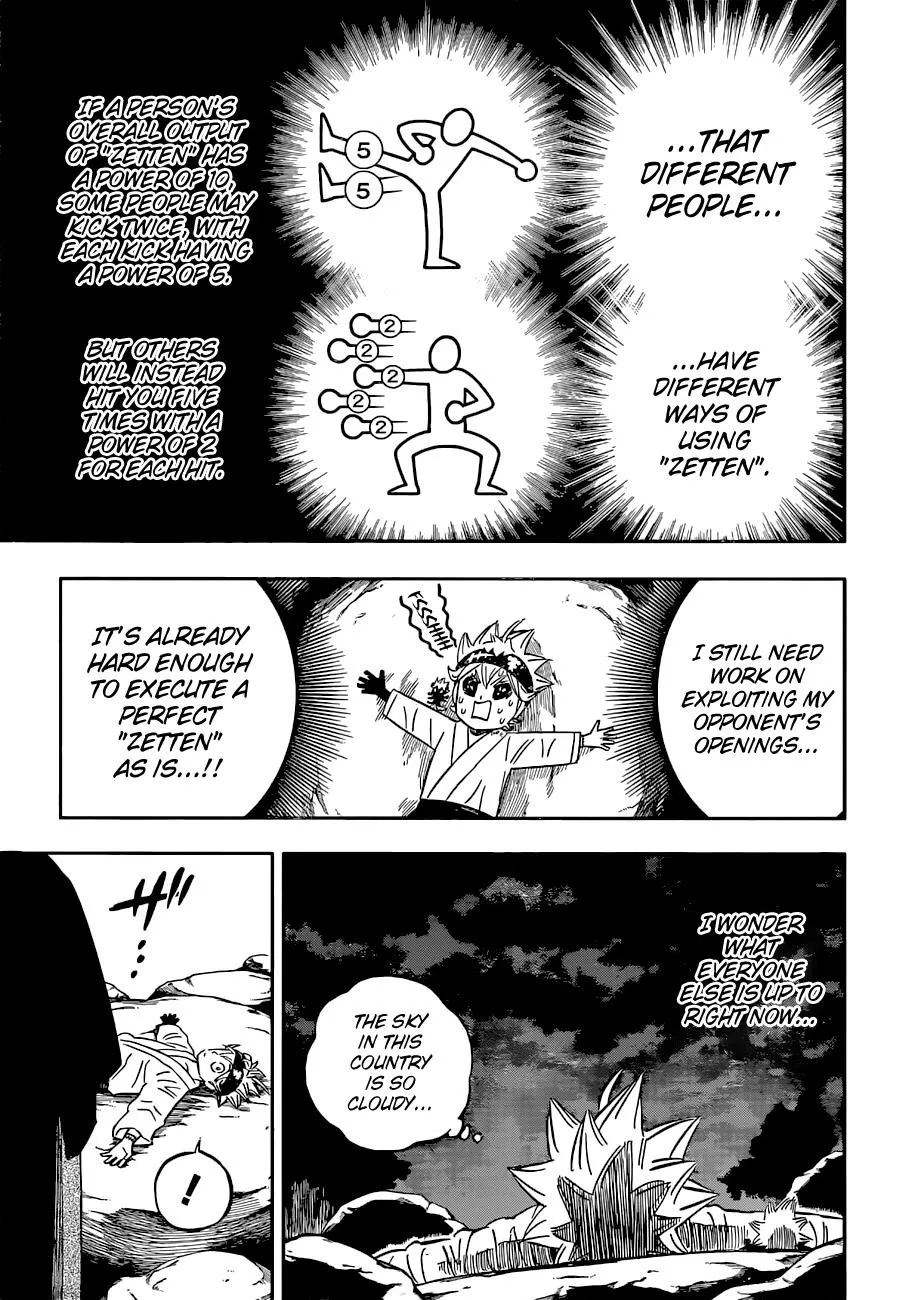 ...THAT
DIFFERENT
PEOPLE...
...HAVE
DIFFERENT
WAYS OF
USING
"ZETTEN".
IF A PERSON'S
OVERALL OUTPUT
OF "ZETTEN" HAS
A POWER OF 10,
SOME PEOPLE MAY
KICK TWICE, WITH
EACH KICK HAVING
A POWER OF 5.
5
5
BUT OTHERS
WILL INSTEAD
HIT YOU FIVE
TIMES WITH A
POWER OF 2
FOR EACH HIT.
2
2
2
2
2
I STILL NEED
WORK ON
EXPLOITING MY
OPPONENT'S
OPENINGS...
KSSSHHH
IT'S ALREADY
HARD ENOUGH
TO EXECUTE A
PERFECT
"ZETTEN"
AS IS...!!
I WONDER
WHAT
EVERYONE
ELSE IS UP TO
RIGHT NOW...
THE SKY
IN THIS
COUNTRY
IS SO
CLOUDY...
!